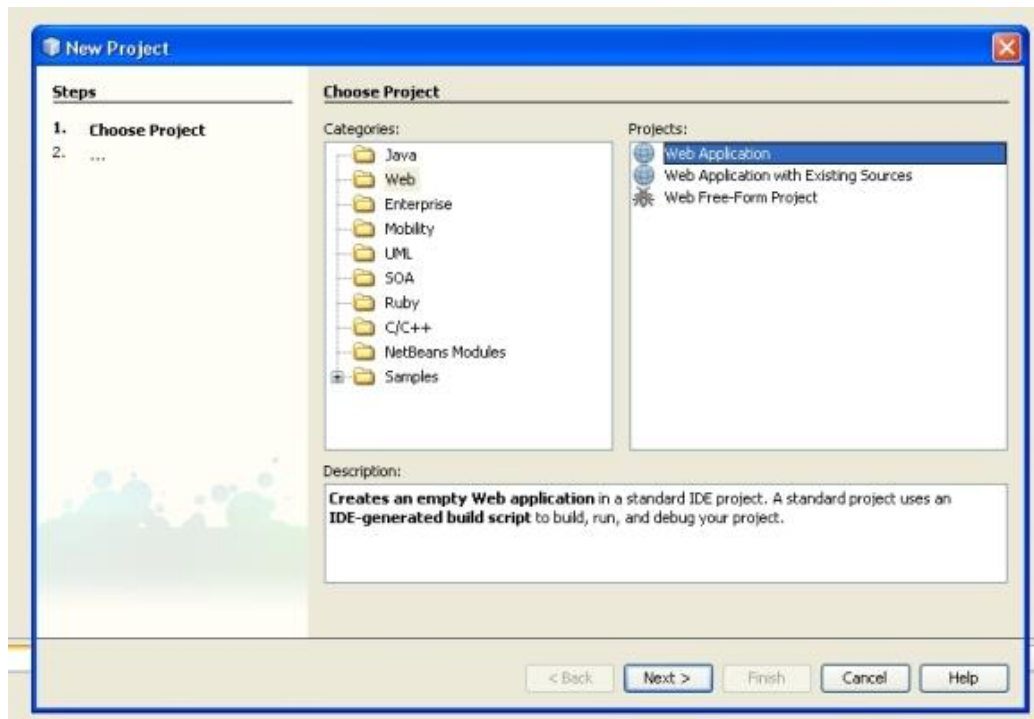 New Project
Steps
1. Choose Project
2. ...
Choose Project
Categories:
Java
Web
Enterprise
Mobility
UML
SOA
Ruby
C/C++
NetBeans Modules
Samples
Projects:
Web Application
Web Application with Existing Sources
Web Free-Form Project
Description:
Creates an empty Web application in a standard IDE project. A standard project uses an
IDE-generated build script to build, run, and debug your project.
< Back
Next >
Finish
Cancel
Help